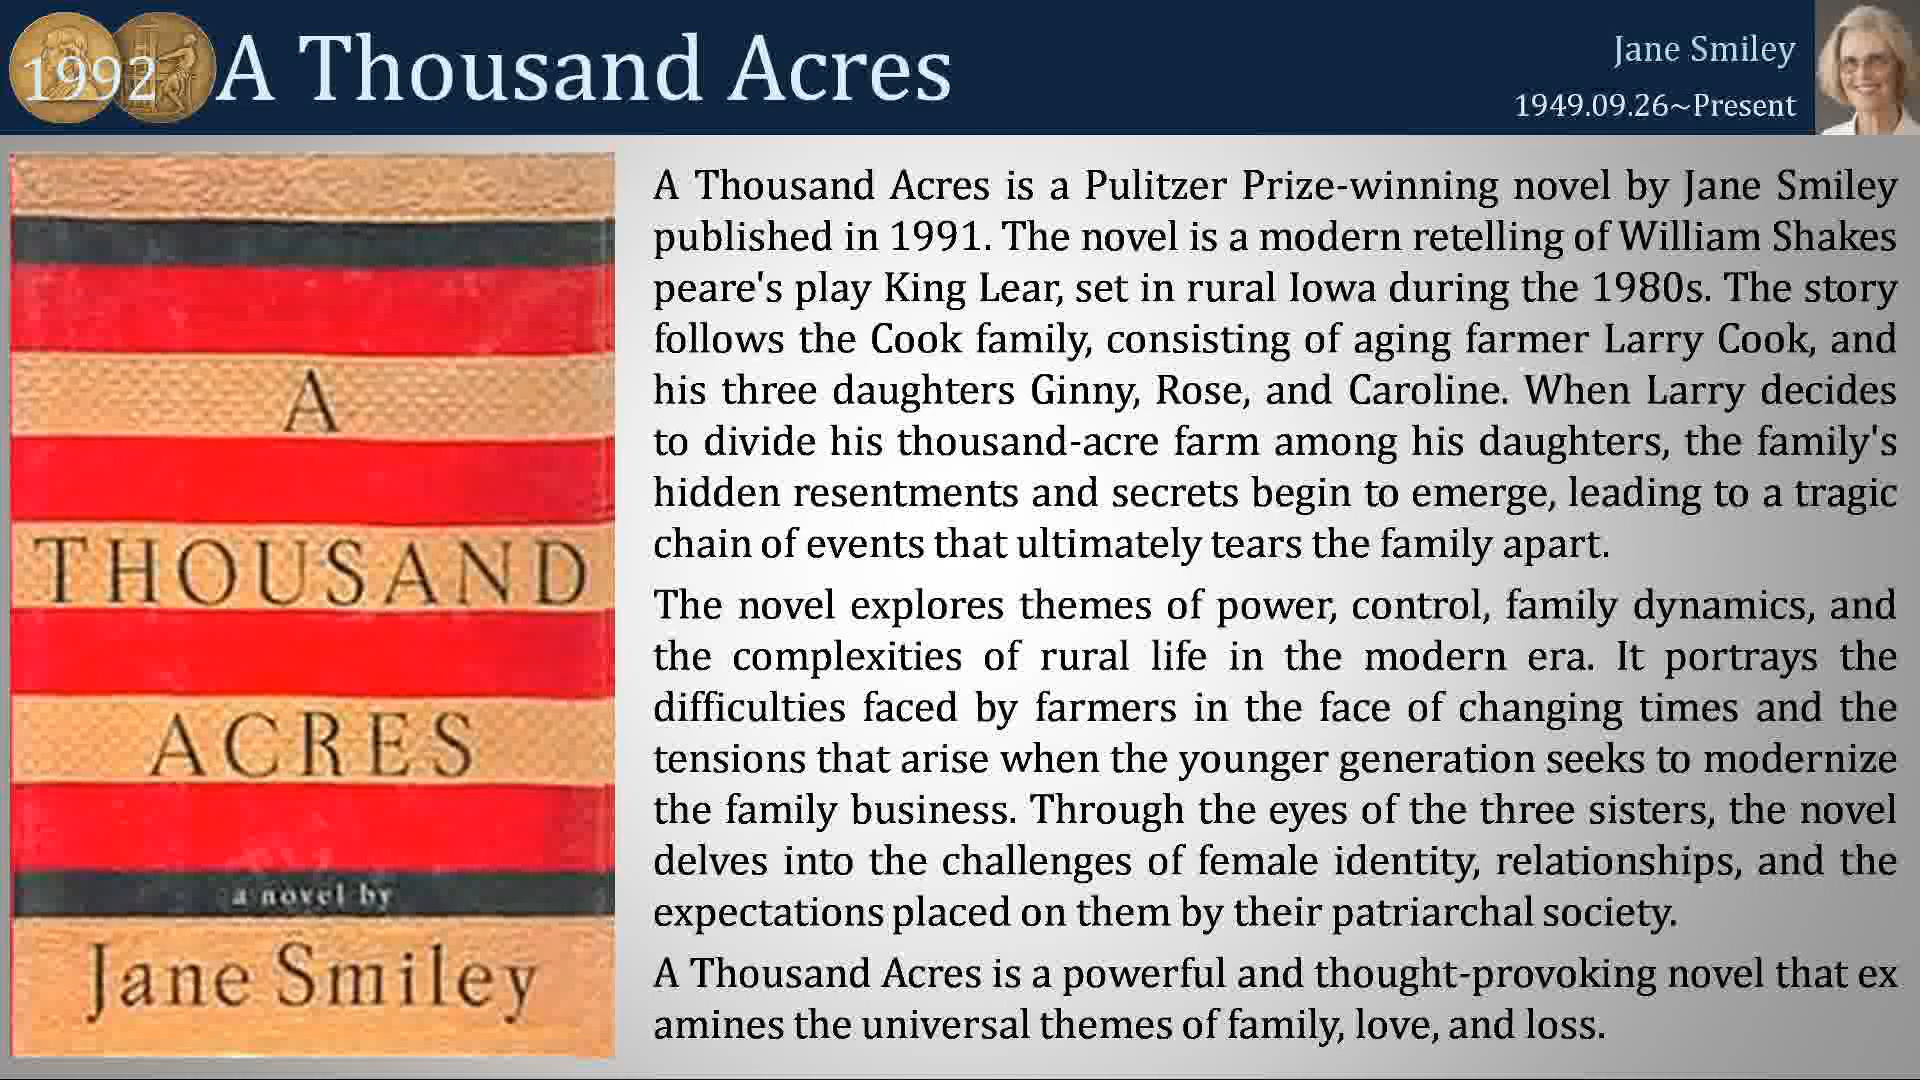 1992 A Thousand Acres
Jane Smiley
1949.09.26~Present
A
THOUSAND
ACRES
a novel by
Jane Smiley
A Thousand Acres is a Pulitzer Prize-winning novel by Jane Smiley
published in 1991. The novel is a modern retelling of William Shakes
peare's play King Lear, set in rural Iowa during the 1980s. The story
follows the Cook family, consisting of aging farmer Larry Cook, and
his three daughters Ginny, Rose, and Caroline. When Larry decides
to divide his thousand-acre farm among his daughters, the family's
hidden resentments and secrets begin to emerge, leading to a tragic
chain of events that ultimately tears the family apart.
The novel explores themes of power, control, family dynamics, and
the complexities of rural life in the modern era. It portrays the
difficulties faced by farmers in the face of changing times and the
tensions that arise when the younger generation seeks to modernize
the family business. Through the eyes of the three sisters, the novel
delves into the challenges of female identity, relationships, and the
expectations placed on them by their patriarchal society.
A Thousand Acres is a powerful and thought-provoking novel that ex
amines the universal themes of family, love, and loss.